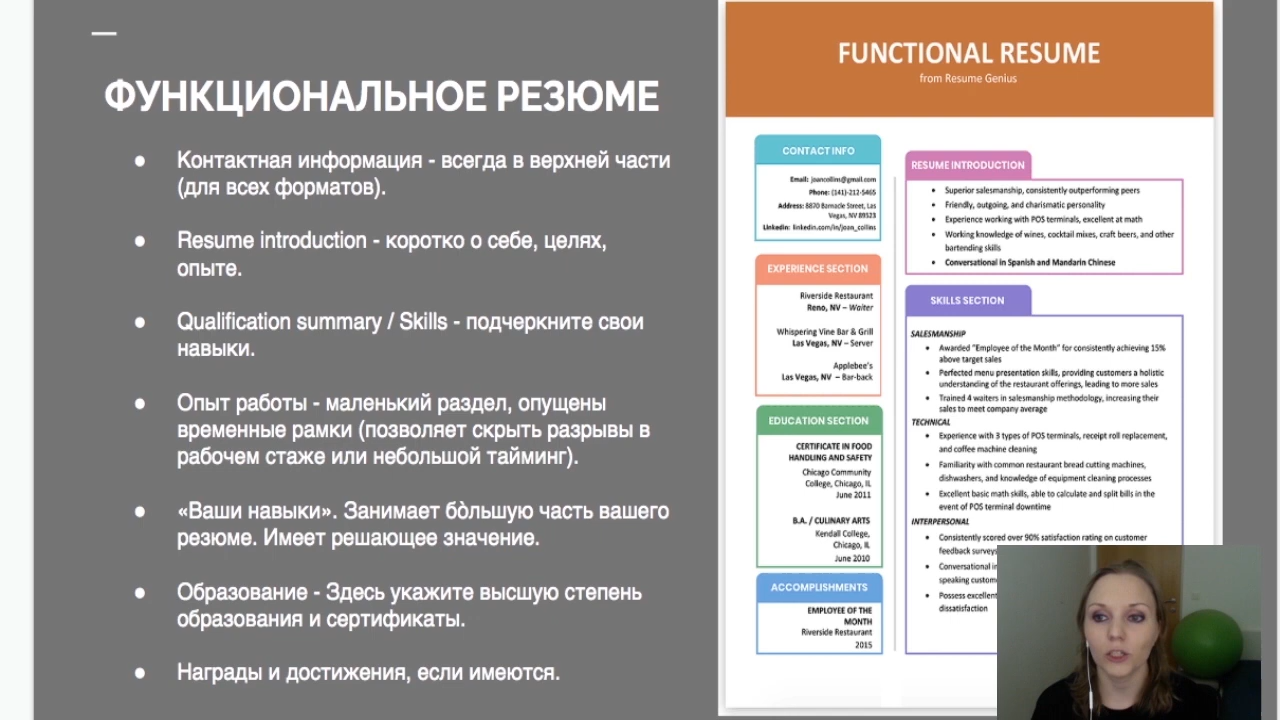 ФУНКЦИОНАЛЬНОЕ РЕЗЮМЕ
● Контактная информация - всегда в верхней части
(для всех форматов).
● Resume introduction - коротко о себе, целях,
опыте.
● Qualification summary / Skills - подчеркните свои
навыки.
● Опыт работы - маленький раздел, опущены
временные рамки (позволяет скрыть разрывы в
рабочем стаже или небольшой тайминг).
● «Ваши навыки». Занимает бòльшую часть вашего
резюме. Имеет решающее значение.
● Образование - Здесь укажите высшую степень
образования и сертификаты.
● Награды и достижения, если имеются.
FUNCTIONAL RESUME
from Resume Genius
CONTACT INFO
Email: joancollins@gmail.com
Phone: (141)-212-5465
Address: 8870 Barnacle Street, Las
Vegas, NV 89523
Linkedin: linkedin.com/in/joan_collins
EXPERIENCE SECTION
Riverside Restaurant
Reno, NV – Waiter
Whispering Vine Bar & Grill
Las Vegas, NV – Server
Applebee's
Las Vegas, NV – Bar-back
EDUCATION SECTION
CERTIFICATE IN FOOD
HANDLING AND SAFETY
Chicago Community
College, Chicago, IL
June 2011
B.A. / CULINARY ARTS
Kendall College,
Chicago, IL
June 2010
ACCOMPLISHMENTS
EMPLOYEE OF THE
MONTH
Riverside Restaurant
2015
RESUME INTRODUCTION
• Superior salesmanship, consistently outperforming peers
• Friendly, outgoing, and charismatic personality
• Experience working with POS terminals, excellent at math
• Working knowledge of wines, cocktail mixes, craft beers, and other
bartending skills
• Conversational in Spanish and Mandarin Chinese
SKILLS SECTION
SALESMANSHIP
• Awarded "Employee of the Month" for consistently achieving 15%
above target sales
• Perfected menu presentation skills, providing customers a holistic
understanding of the restaurant offerings, leading to more sales
• Trained 4 waiters in salesmanship methodology, increasing their
sales to meet company average
TECHNICAL
• Experience with 3 types of POS terminals, receipt roll replacement,
and coffee machine cleaning
• Familiarity with common restaurant bread cutting machines,
dishwashers, and knowledge of equipment cleaning processes
• Excellent basic math skills, able to calculate and split bills in the
event of POS terminal downtime
INTERPERSONAL
• Consistently scored over 90% satisfaction rating on customer
feedback
• Conversational
speaking
• Possess
dissatisfaction